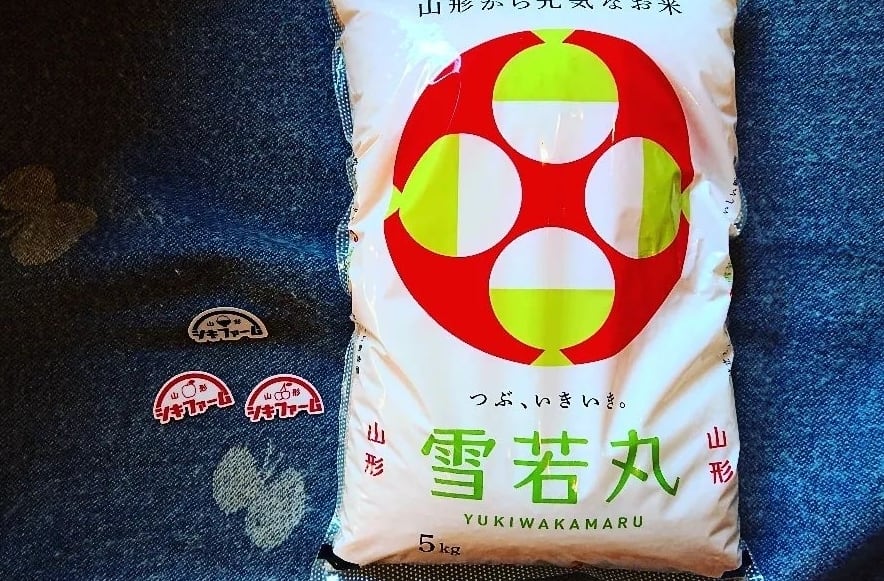 山形から元気なお米
つぶ、いきいき。
山形
雪若丸
山形
YUKIWAKAMARU
5kg
山形
シキファーム
山形
シキファーム
山形
シキファーム